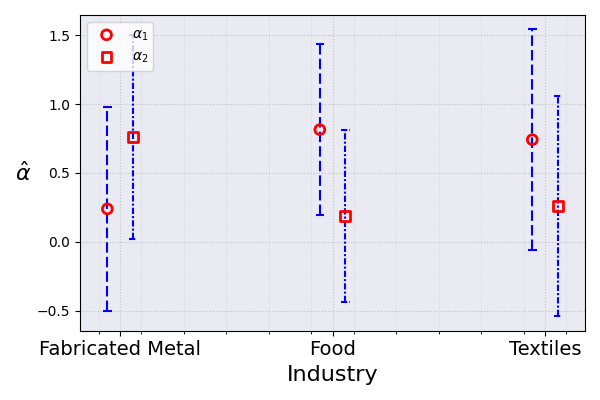 α₁
α₂
1.5
1.0
0.5
0.0
−0.5
α̂
Fabricated Metal Food Textiles
Industry